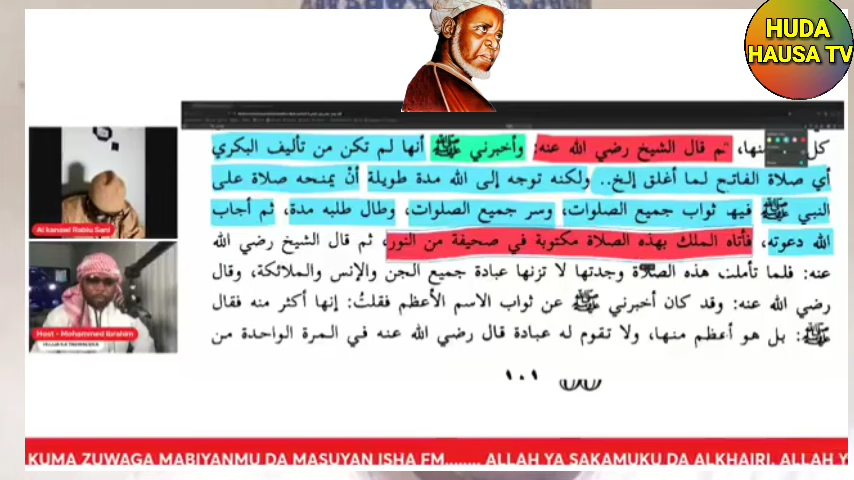 HUDA
HAUSA TV
كل منها، ثم قال الشيخ رضي الله عنه: وأخبرني ﷺ أنها لم تكن من تأليف البكري
أي صلاة الفاتح لما أغلق إلخ.. ولكنه توجه إلى الله مدة طويلة أنْ يمنحه صلاة على
النبي ﷺ فيها ثواب جميع الصلوات، وسر جميع الصلوات، وطال طلبه مدة، ثم أجاب
الله دعوته، فأتاه الملك بهذه الصلاة مكتوبة في صحيفة من النور، ثم قال الشيخ رضي الله
عنه: فلما تأملت هذه الصلاة وجدتها لا تزنها عبادة جميع الجن والإنس والملائكة، وقال
رضي الله عنه: وقد كان أخبرني ﷺ عن ثواب الاسم الأعظم فقلتُ: إنها أكثر منه فقال
ﷺ: بل هو أعظم منها، ولا تقوم له عبادة قال رضي الله عنه في المرة الواحدة من
١٠١
Al kanawi Rabiu Sani
Host - Mohammed Ibrahim
KUMA ZUWAGA MABIYANMU DA MASUYAN ISHA FM........ ALLAH YA SAKAMUKU DA ALKHAIRI, ALLAH Y